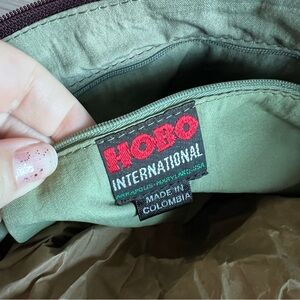 HOBO
INTERNATIONAL
ANNAPOLIS·MARYLAND·USA
MADE IN
COLOMBIA